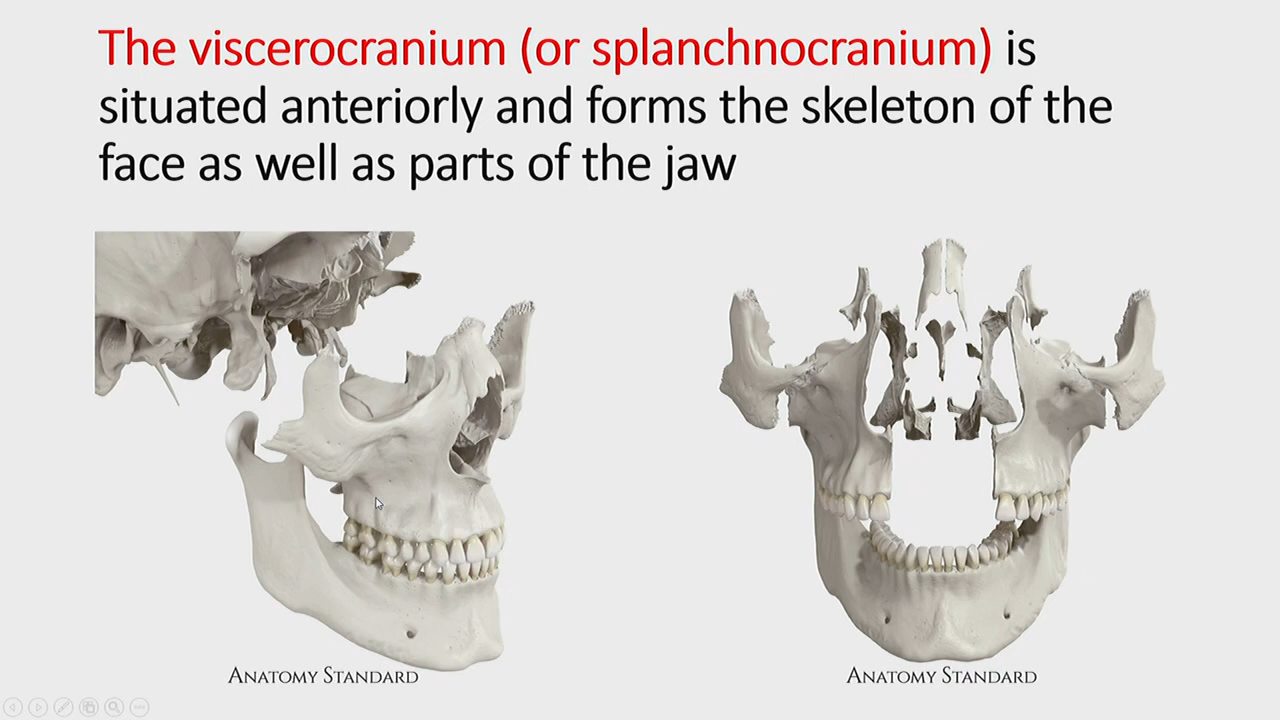 The viscerocranium (or splanchnocranium) is
situated anteriorly and forms the skeleton of the
face as well as parts of the jaw
Anatomy Standard
Anatomy Standard